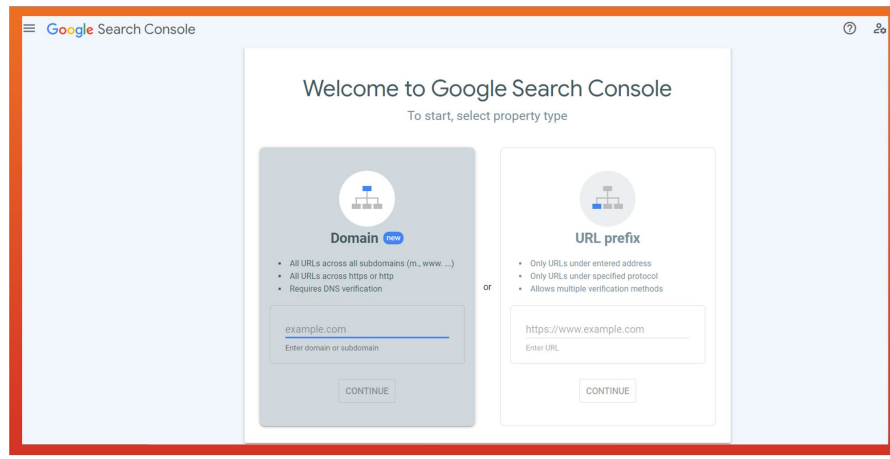 Google Search Console
Welcome to Google Search Console
To start, select property type
Domain new
• All URLs across all subdomains (m., www. ...)
• All URLs across https or http
• Requires DNS verification
example.com
Enter domain or subdomain
CONTINUE
or
URL prefix
• Only URLs under entered address
• Only URLs under specified protocol
• Allows multiple verification methods
https://www.example.com
Enter URL
CONTINUE